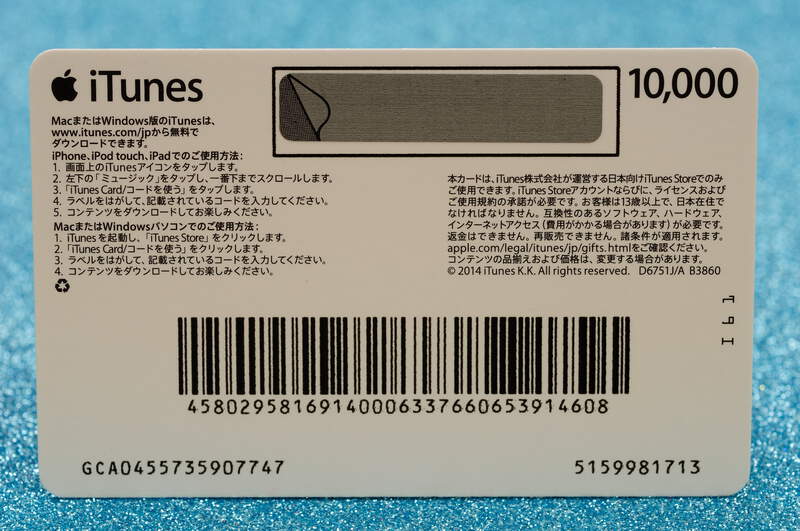 iTunes
10,000
MacまたはWindows版のiTunesは、
www.itunes.com/jpから無料で
ダウンロードできます。
iPhone、iPod touch、iPadでのご使用方法：
1. 画面上のiTunesアイコンをタップします。
2. 左下の「ミュージック」をタップし、一番下までスクロールします。
3. 「iTunes Card/コードを使う」をタップします。
4. ラベルをはがして、記載されているコードを入力してください。
5. コンテンツをダウンロードしてお楽しみください。
MacまたはWindowsパソコンでのご使用方法：
1. iTunesを起動し、「iTunes Store」をクリックします。
2. 「iTunes Card/コードを使う」をクリックします。
3. ラベルをはがして、記載されているコードを入力してください。
4. コンテンツをダウンロードしてお楽しみください。
本カードは、iTunes株式会社が運営する日本向けiTunes Storeでのみ
ご使用できます。iTunes Storeアカウントならびに、ライセンスおよび
ご使用規約の承諾が必要です。お客様は13歳以上で、日本在住で
なければなりません。互換性のあるソフトウェア、ハードウェア、
インターネットアクセス（費用がかかる場合があります）が必要です。
返金はできません。再販売できません。諸条件が適用されます。
apple.com/legal/itunes/jp/gifts.htmlをご確認ください。
コンテンツの品揃えおよび価格は、変更する場合があります。
© 2014 iTunes K.K. All rights reserved. D6751J/A B3860
I61
45802958169140006337660653914608
GCA0455735907747
5159981713